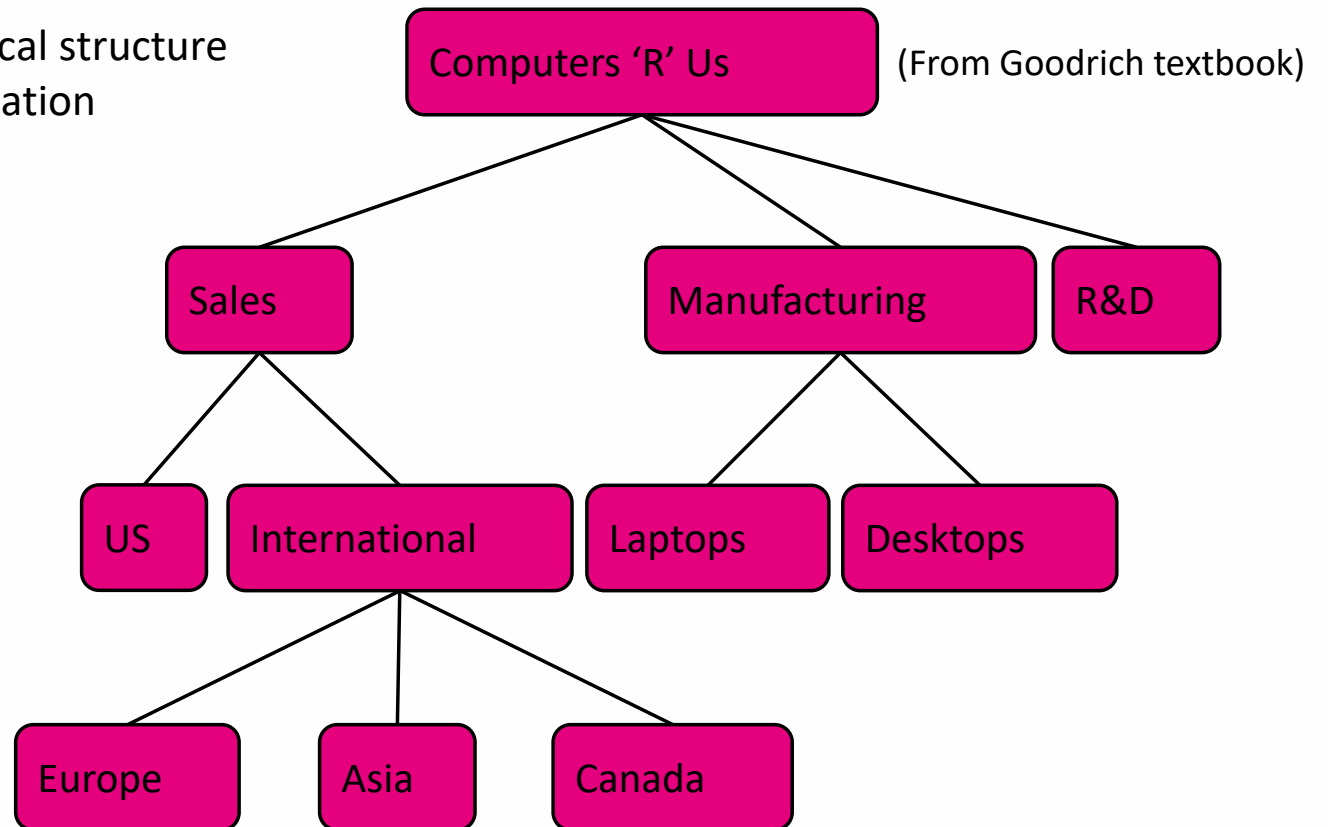 cal structure
ation
Computers ‘R’ Us
(From Goodrich textbook)
Sales
Manufacturing
R&D
US
International
Laptops
Desktops
Europe
Asia
Canada